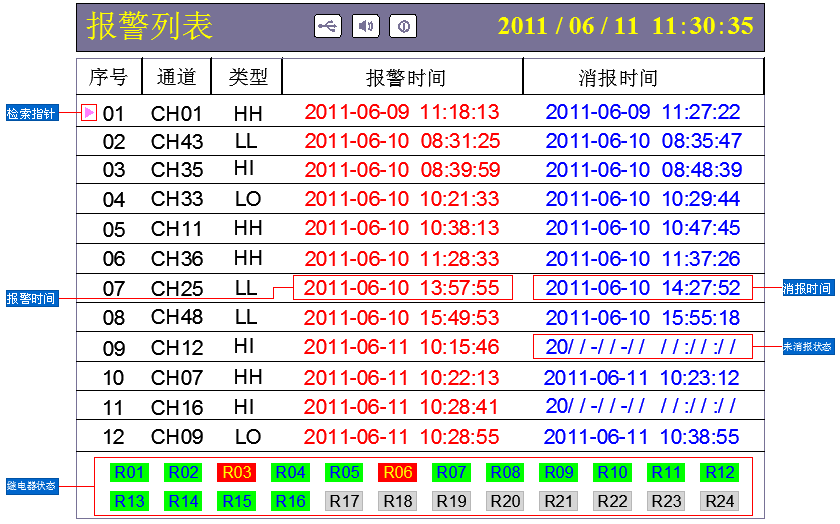 报警列表 2011 / 06 / 11 11:30:35
序号 通道 类型 报警时间 消报时间
检索指针 01 CH01 HH 2011-06-09 11:18:13 2011-06-09 11:27:22
02 CH43 LL 2011-06-10 08:31:25 2011-06-10 08:35:47
03 CH35 HI 2011-06-10 08:39:59 2011-06-10 08:48:39
04 CH33 LO 2011-06-10 10:21:33 2011-06-10 10:29:44
05 CH11 HH 2011-06-10 10:38:13 2011-06-10 10:47:45
06 CH36 HH 2011-06-10 11:28:33 2011-06-10 11:37:26
报警时间 07 CH25 LL 2011-06-10 13:57:55 2011-06-10 14:27:52 消报时间
08 CH48 LL 2011-06-10 15:49:53 2011-06-10 15:55:18
09 CH12 HI 2011-06-11 10:15:46 20/ / -/ / -/ / / / :/ / :/ / 未消报状态
10 CH07 HH 2011-06-11 10:22:13 2011-06-11 10:23:12
11 CH16 HI 2011-06-11 10:28:41 20/ / -/ / -/ / / / :/ / :/ /
12 CH09 LO 2011-06-11 10:28:55 2011-06-11 10:38:55
继电器状态 R01 R02 R03 R04 R05 R06 R07 R08 R09 R10 R11 R12
R13 R14 R15 R16 R17 R18 R19 R20 R21 R22 R23 R24